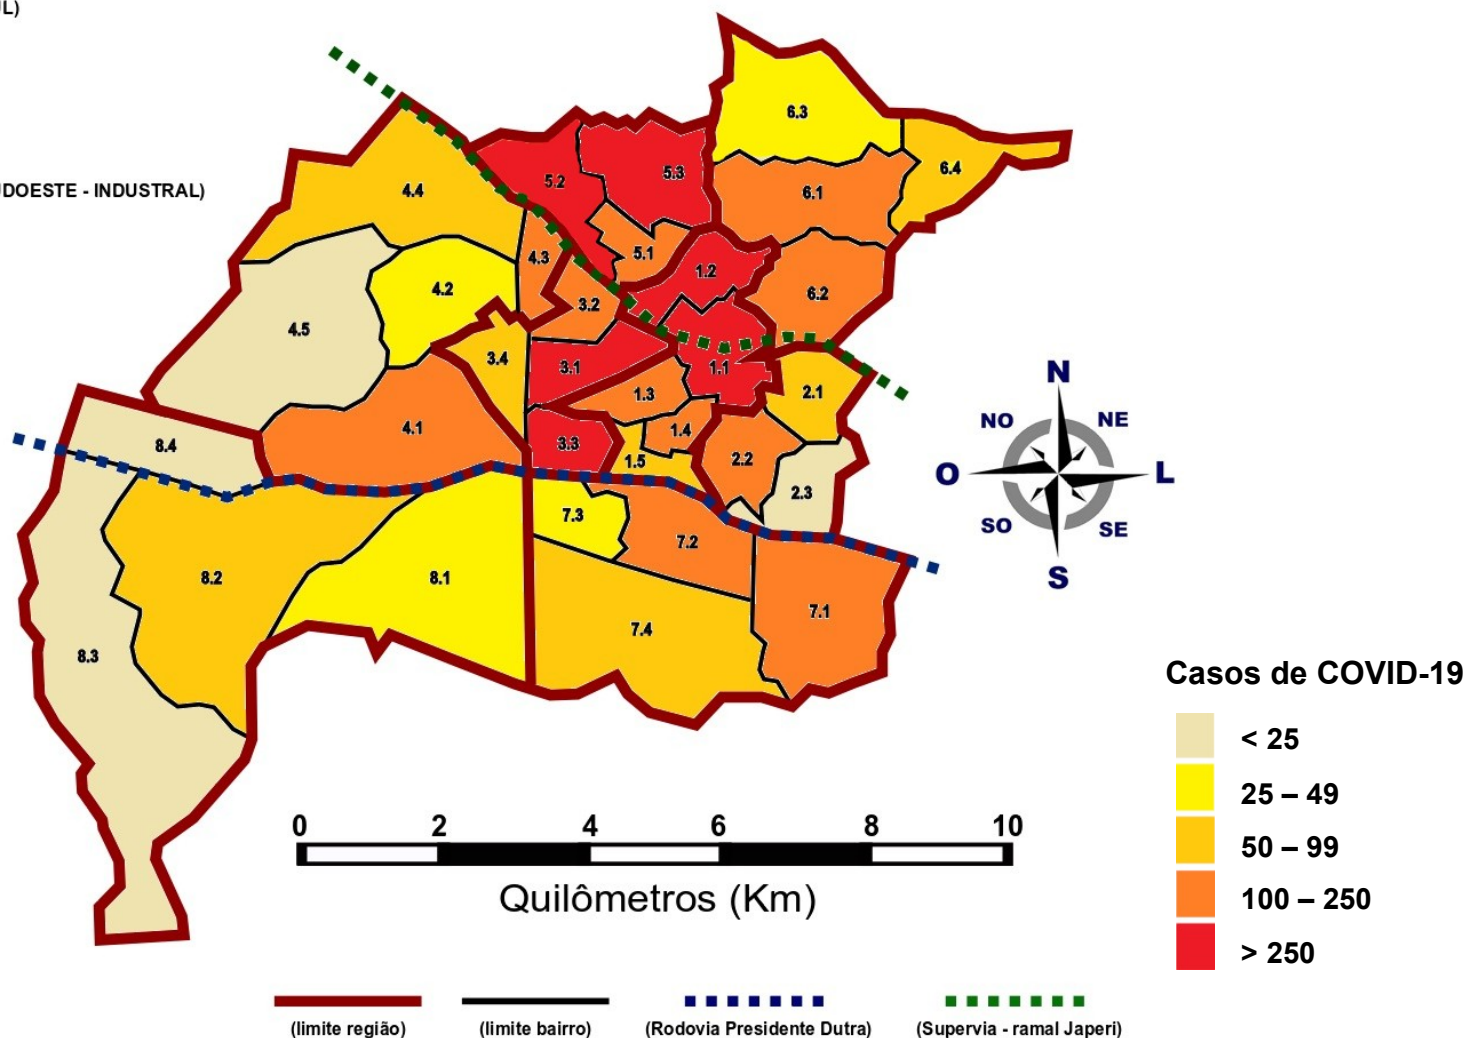 UL)
UDOESTE - INDUSTRAL)
6.3
6.4
5.2
5.3
4.4
6.1
5.1
4.3
1.2
4.2
3.2
6.2
4.5
3.4
3.1
1.1
1.3
2.1
4.1
1.4
8.4
3.3
1.5
2.2
2.3
7.3
7.2
8.2
8.1
7.1
7.4
8.3
N
NO
NE
O
L
SO
SE
S
Casos de COVID-19
< 25
25 – 49
50 – 99
100 – 250
> 250
0 2 4 6 8 10
Quilômetros (Km)
(limite região)
(limite bairro)
(Rodovia Presidente Dutra)
(Supervia - ramal Japeri)